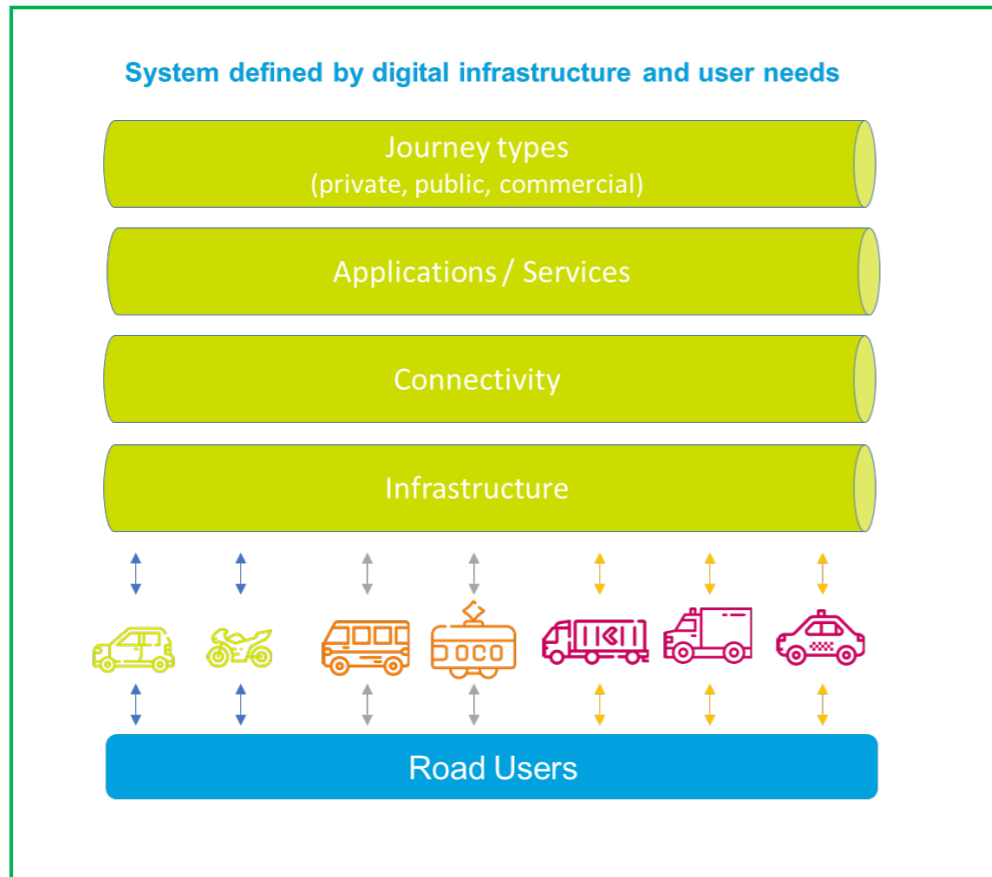 System defined by digital infrastructure and user needs
Journey types
(private, public, commercial)
Applications / Services
Connectivity
Infrastructure
Road Users